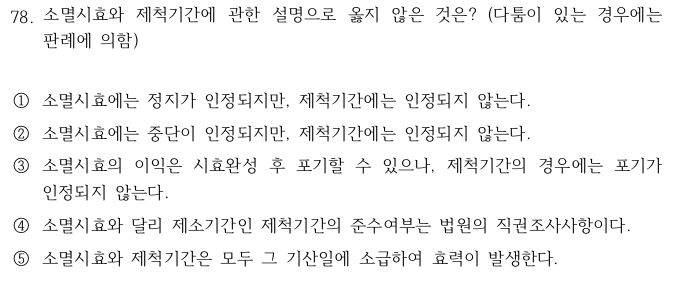 78. 소멸시효와 제척기간에 관한 설명으로 옳지 않은 것은? (다툼이 있는 경우에는
판례에 의함)
① 소멸시효에는 정지가 인정되지만, 제척기간에는 인정되지 않는다.
② 소멸시효에는 중단이 인정되지만, 제척기간에는 인정되지 않는다.
③ 소멸시효의 이익은 시효완성 후 포기할 수 있으나, 제척기간의 경우에는 포기가
인정되지 않는다.
④ 소멸시효와 달리 제소기간인 제척기간의 준수여부는 법원의 직권조사사항이다.
⑤ 소멸시효와 제척기간은 모두 그 기산일에 소급하여 효력이 발생한다.